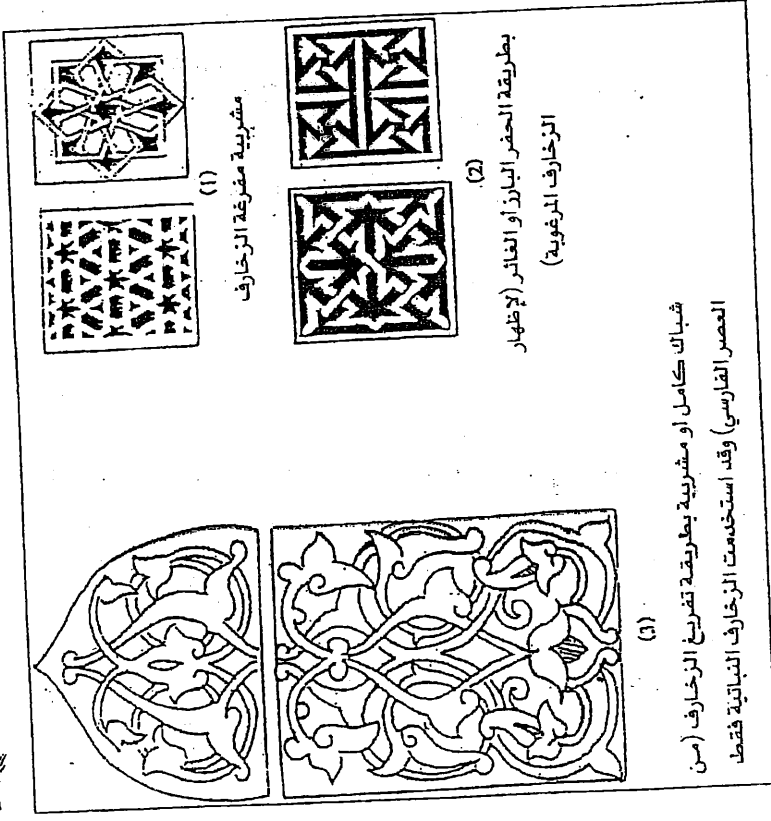 (1)
مشربية مفرغة الزخارف
(2)
بطريقة الحفر البارز أو الغائر (لإظهار
الزخارف المرغوبة)
(3)
شباك كامل أو مشربية بطريقة تفريغ الزخارف (من
العصر الفارسي) وقد استخدمت الزخارف النباتية فقط